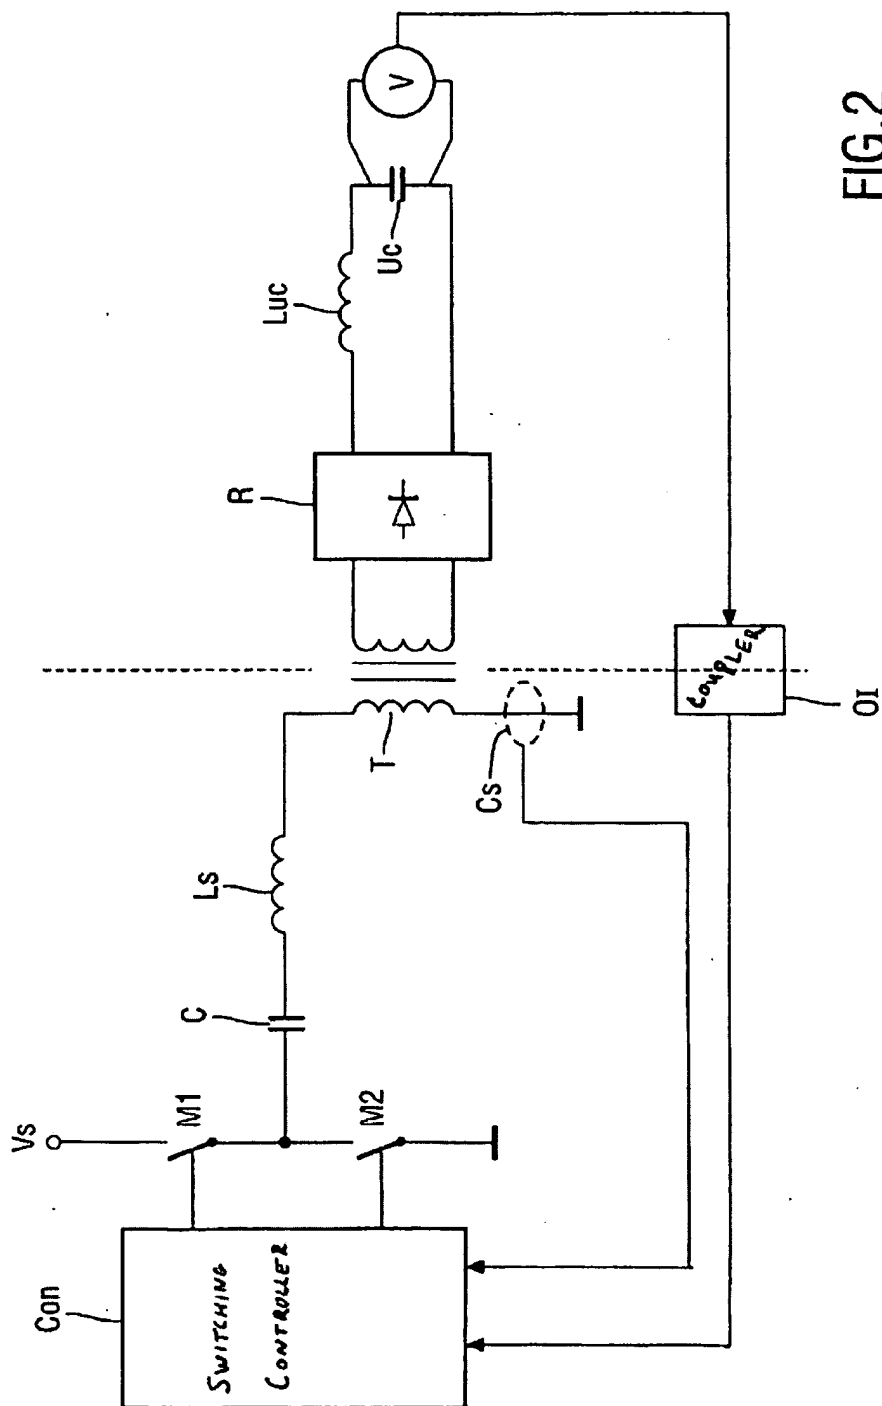 Con
SWITCHING
CONTROLLER
Vs
M1
M2
C
Ls
T
Cs
R
Luc
Uc
V
COUPLER
OI
FIG.2